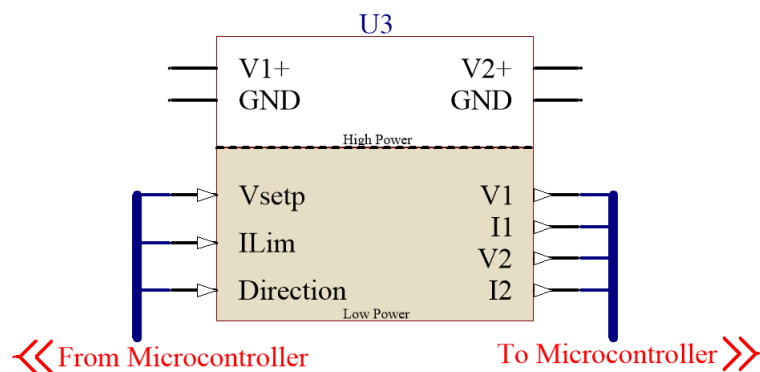 U3
V1+ V2+
GND GND
High Power
Vsetp V1
I1
ILim
V2
Direction I2
Low Power
From Microcontroller To Microcontroller